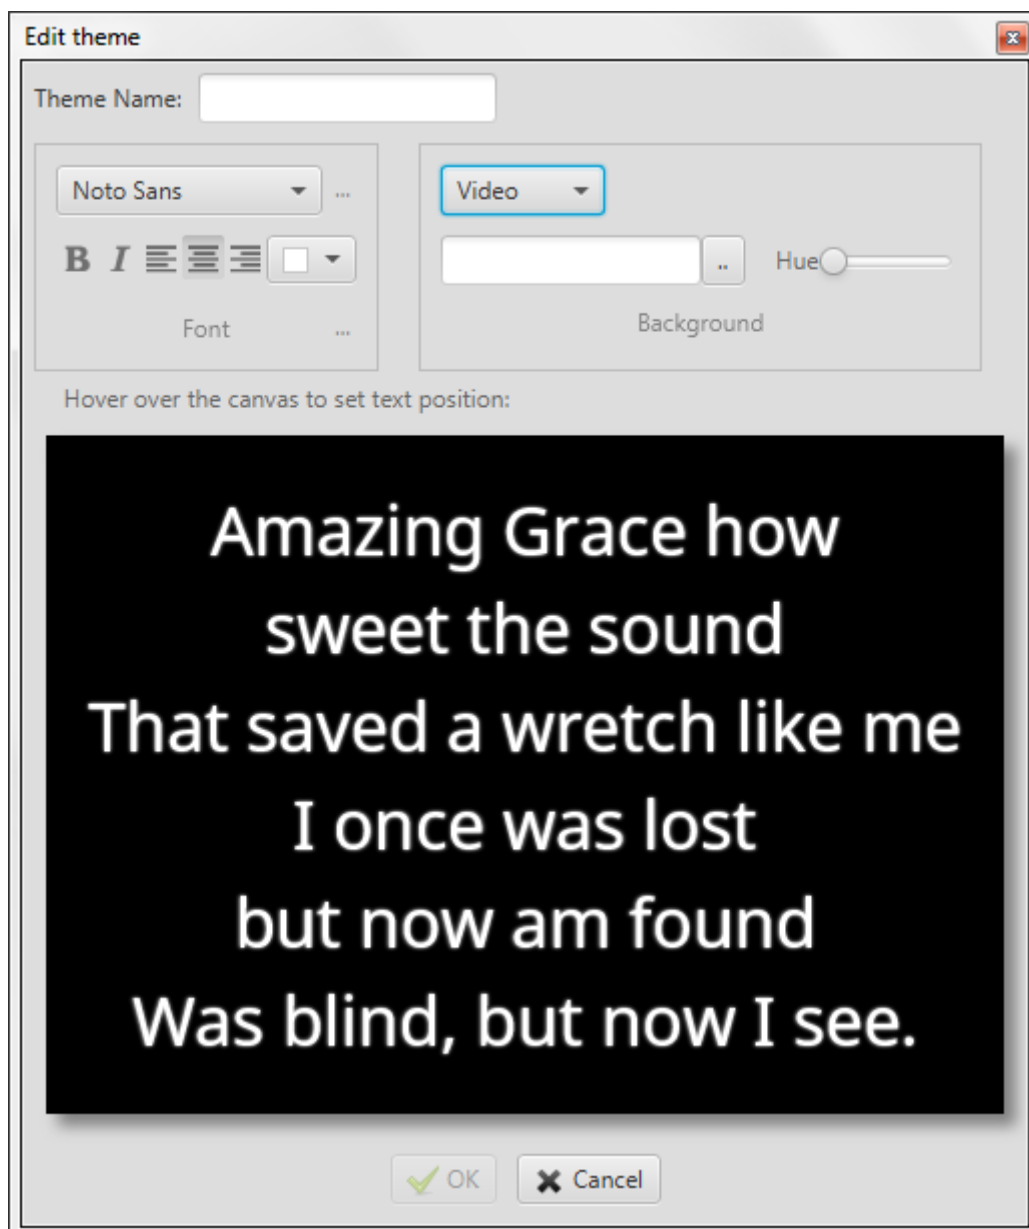 Edit theme
Theme Name:
Noto Sans ...
Video
B I
.. Hue
Font ...
Background
Hover over the canvas to set text position:
Amazing Grace how
sweet the sound
That saved a wretch like me
I once was lost
but now am found
Was blind, but now I see.
OK Cancel